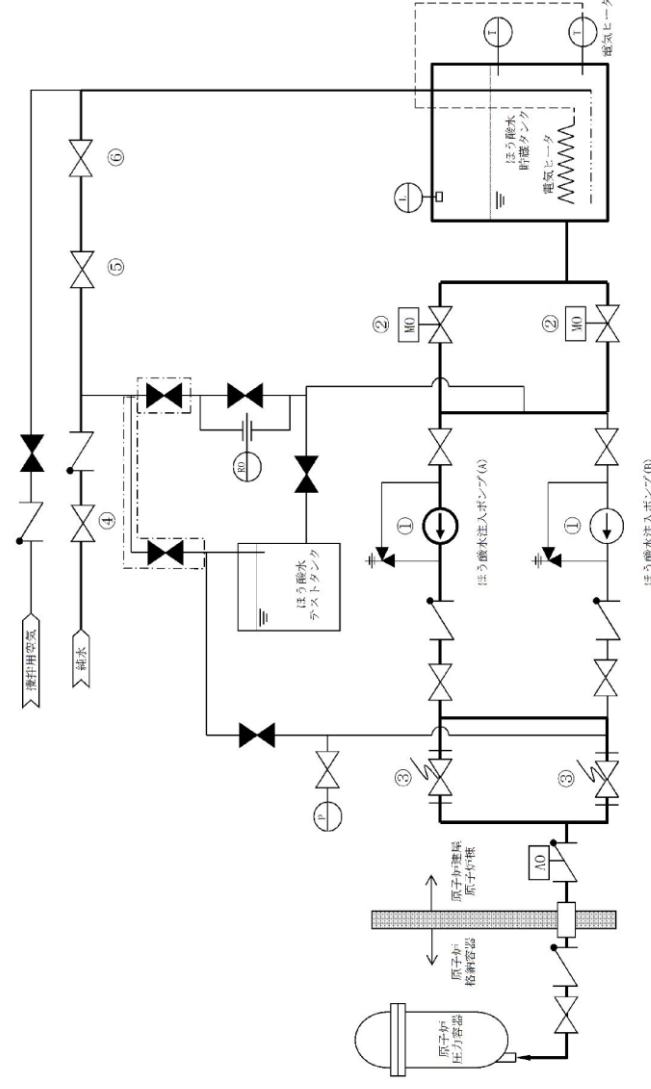 攪拌用空気
純水
④
⑤
⑥
RO
ほう酸水
テストタンク
L
T
T
電気ヒータ
ほう酸水
貯蔵タンク
電気ヒータ
P
③
①
②
MO
ほう酸水注入ポンプ(A)
③
①
②
MO
ほう酸水注入ポンプ(B)
AO
原子炉建屋
原子炉棟
原子炉
格納容器
原子炉
圧力容器